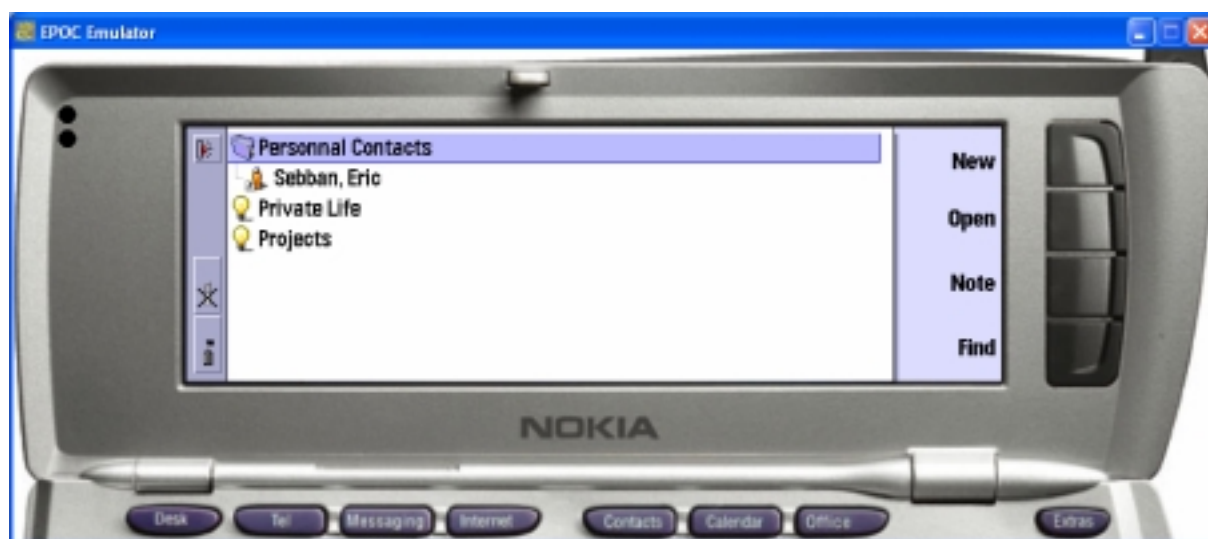 EPOC Emulator
Personnal Contacts
Sebban, Eric
Private Life
Projects
New
Open
Note
Find
NOKIA
Desk
Tel
Messaging
Internet
Contacts
Calendar
Office
Extras